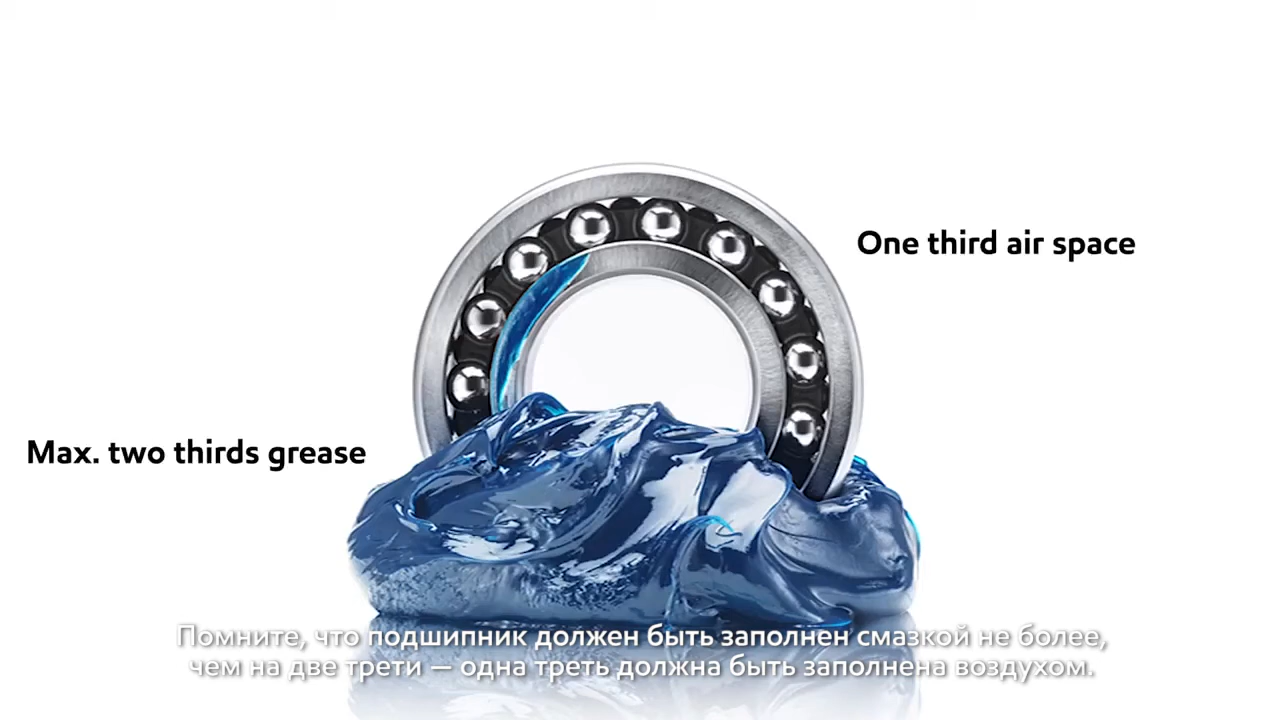 One third air space
Max. two thirds grease
Помните, что подшипник должен быть заполнен смазкой не более,
чем на две трети — одна треть должна быть заполнена воздухом.